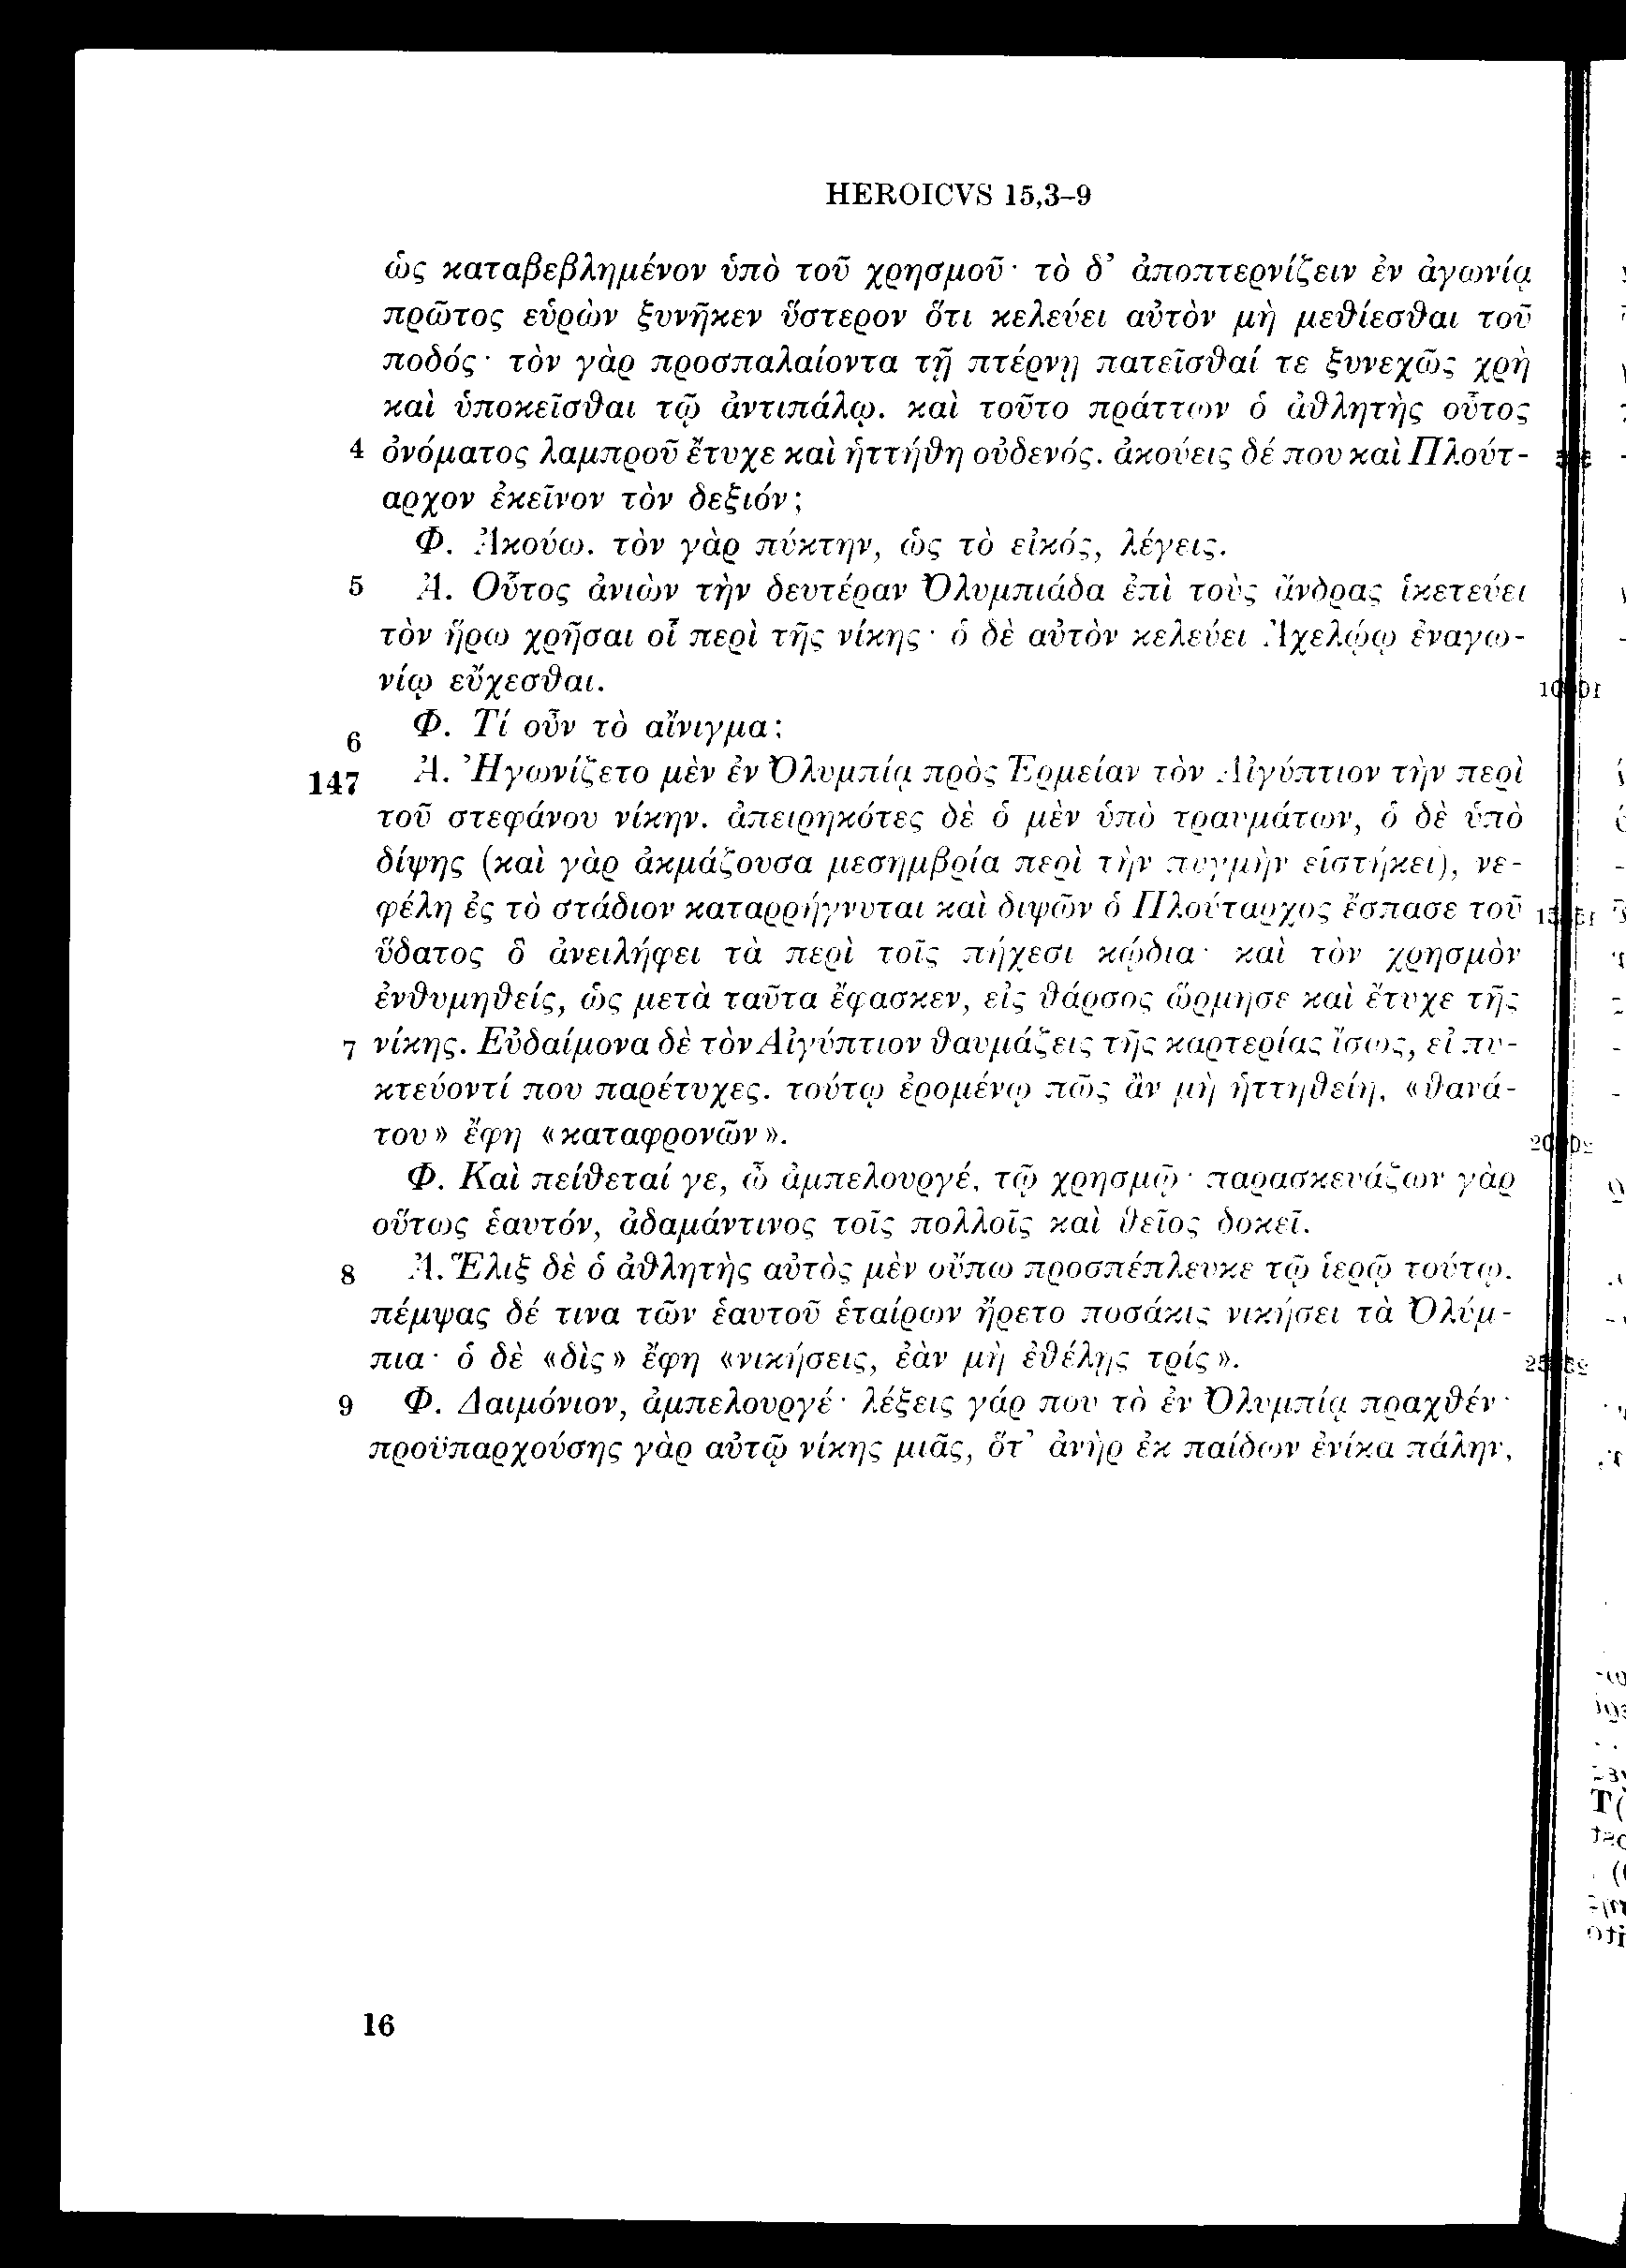 HEROICVS 15,3–9
ὡς καταβεβλημένον ὑπὸ τοῦ χρησμοῦ· τὸ δ’ ἀποπτερνίζειν ἐν ἀγωνίᾳ
πρῶτος εὑρὼν ξυνῆκεν ὕστερον ὅτι κελεύει αὐτὸν μὴ μεθίεσθαι τοῦ
ποδός· τὸν γὰρ προσπαλαίοντα τῇ πτέρνῃ πατεῖσθαί τε ξυνεχῶς χρὴ
καὶ ὑποκεῖσθαι τῷ ἀντιπάλῳ. καὶ τοῦτο πράττων ὁ ἀθλητὴς οὗτος
4 ὀνόματος λαμπροῦ ἔτυχε καὶ ἡττήθη οὐδενός. ἀκούεις δέ που καὶ Πλούτ-
αρχον ἐκεῖνον τὸν δεξιόν;
Φ. Ἀκούω. τὸν γὰρ πύκτην, ὡς τὸ εἰκός, λέγεις.
5 Ἀ. Οὗτος ἀνιὼν τὴν δευτέραν Ὀλυμπιάδα ἐπὶ τοὺς ἄνδρας ἱκετεύει
τὸν ἥρω χρῆσαι οἷ περὶ τῆς νίκης· ὁ δὲ αὐτὸν κελεύει Ἀχελῴῳ ἐναγω-
νίῳ εὔχεσθαι.
Φ. Τί οὖν τὸ αἴνιγμα;
6
147 Ἀ. Ἠγωνίζετο μὲν ἐν Ὀλυμπίᾳ πρὸς Ἑρμείαν τὸν Αἰγύπτιον τὴν περὶ
τοῦ στεφάνου νίκην. ἀπειρηκότες δὲ ὁ μὲν ὑπὸ τραυμάτων, ὁ δὲ ὑπὸ
δίψης (καὶ γὰρ ἀκμάζουσα μεσημβρία περὶ τὴν πυγμὴν εἱστήκει), νε-
φέλη ἐς τὸ στάδιον καταρρήγνυται καὶ διψῶν ὁ Πλούταρχος ἔσπασε τοῦ
ὕδατος ὃ ἀνειλήφει τὰ περὶ τοῖς πήχεσι κῴδια· καὶ τὸν χρησμὸν
ἐνθυμηθείς, ὡς μετὰ ταῦτα ἔφασκεν, εἰς θάρσος ὥρμησε καὶ ἔτυχε τῆς
7 νίκης. Εὐδαίμονα δὲ τὸν Αἰγύπτιον θαυμάζεις τῆς καρτερίας ἴσως, εἰ πυ-
κτεύοντί που παρέτυχες. τούτῳ ἐρομένῳ πῶς ἂν μὴ ἡττηθείη, «θανά-
του» ἔφη «καταφρονῶν».
Φ. Καὶ πείθεταί γε, ὦ ἀμπελουργέ, τῷ χρησμῷ· παρασκευάζων γὰρ
οὕτως ἑαυτόν, ἀδαμάντινος τοῖς πολλοῖς καὶ θεῖος δοκεῖ.
8 Ἀ. Ἕλιξ δὲ ὁ ἀθλητὴς αὐτὸς μὲν οὔπω προσπέπλευκε τῷ ἱερῷ τούτῳ.
πέμψας δέ τινα τῶν ἑαυτοῦ ἑταίρων ἤρετο ποσάκις νικήσει τὰ Ὀλύμ-
πια· ὁ δὲ «δὶς» ἔφη «νικήσεις, ἐὰν μὴ ἐθέλῃς τρίς».
9 Φ. Δαιμόνιον, ἀμπελουργέ· λέξεις γάρ που τὸ ἐν Ὀλυμπίᾳ πραχθέν·
προϋπαρχούσης γὰρ αὐτῷ νίκης μιᾶς, ὅτ’ ἀνὴρ ἐκ παίδων ἐνίκα πάλην,
16